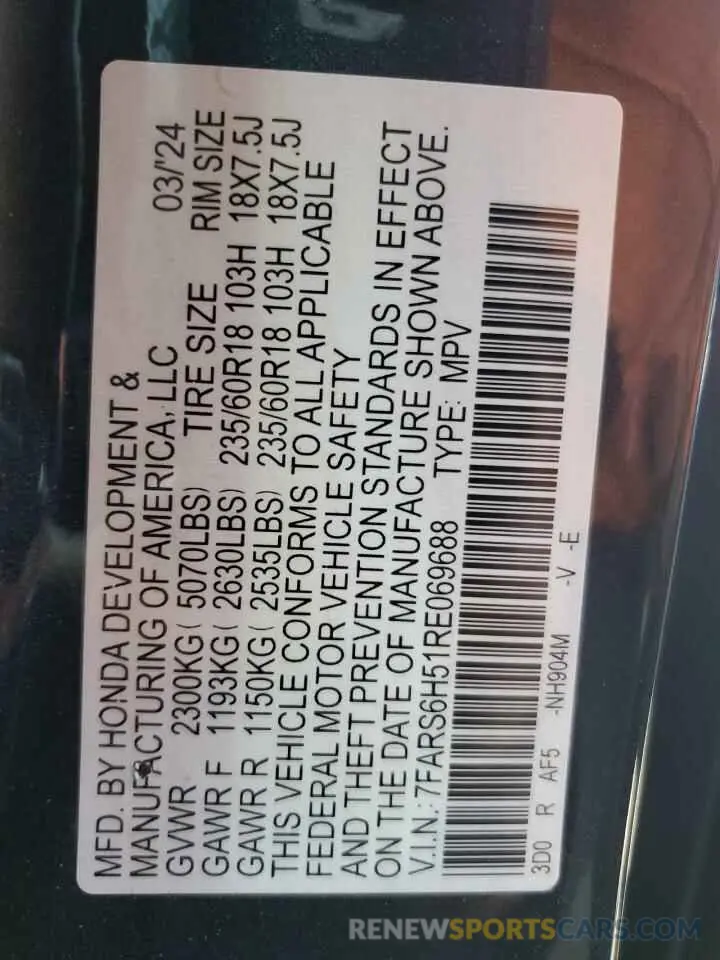 MFD. BY HONDA DEVELOPMENT &
MANUFACTURING OF AMERICA, LLC 03/'24
GVWR 2300KG( 5070LBS) TIRE SIZE RIM SIZE
GAWR F 1193KG( 2630LBS) 235/60R18 103H 18X7.5J
GAWR R 1150KG( 2535LBS) 235/60R18 103H 18X7.5J
THIS VEHICLE CONFORMS TO ALL APPLICABLE
FEDERAL MOTOR VEHICLE SAFETY
AND THEFT PREVENTION STANDARDS IN EFFECT
ON THE DATE OF MANUFACTURE SHOWN ABOVE.
V.I.N.: 7FARS6H51RE069688 TYPE: MPV
3D0 R AF5 -NH904M -V -E
RENEWSPORTSCARS.COM